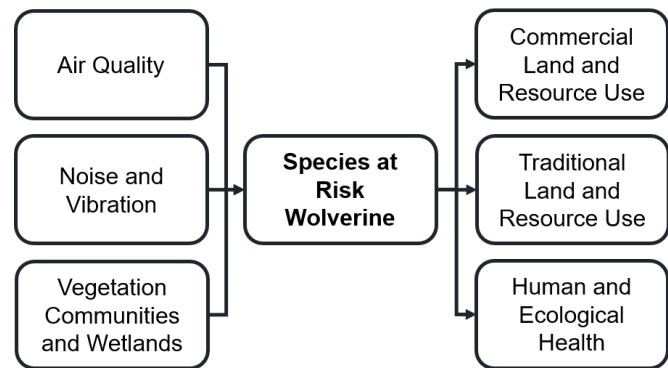 Air Quality
Noise and
Vibration
Vegetation
Communities
and Wetlands
Species at
Risk
Wolverine
Commercial
Land and
Resource Use
Traditional
Land and
Resource Use
Human and
Ecological
Health